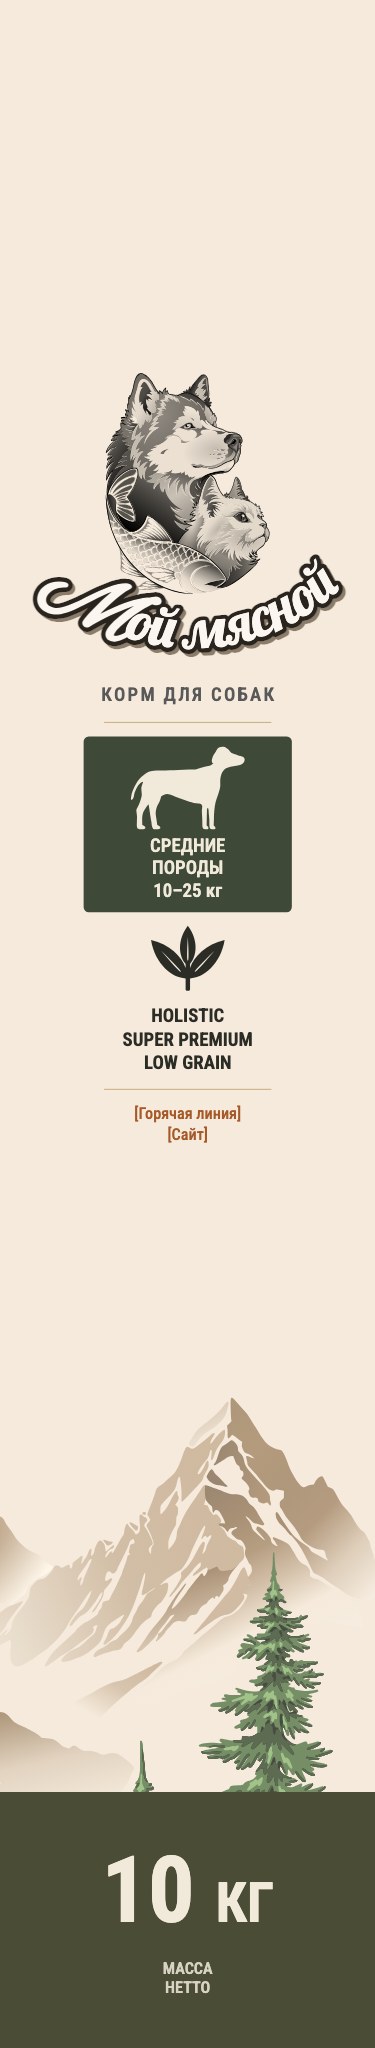 Мой мясной
КОРМ ДЛЯ СОБАК
СРЕДНИЕ
ПОРОДЫ
10–25 кг
HOLISTIC
SUPER PREMIUM
LOW GRAIN
[Горячая линия]
[Сайт]
10 кг
МАССА
НЕТТО